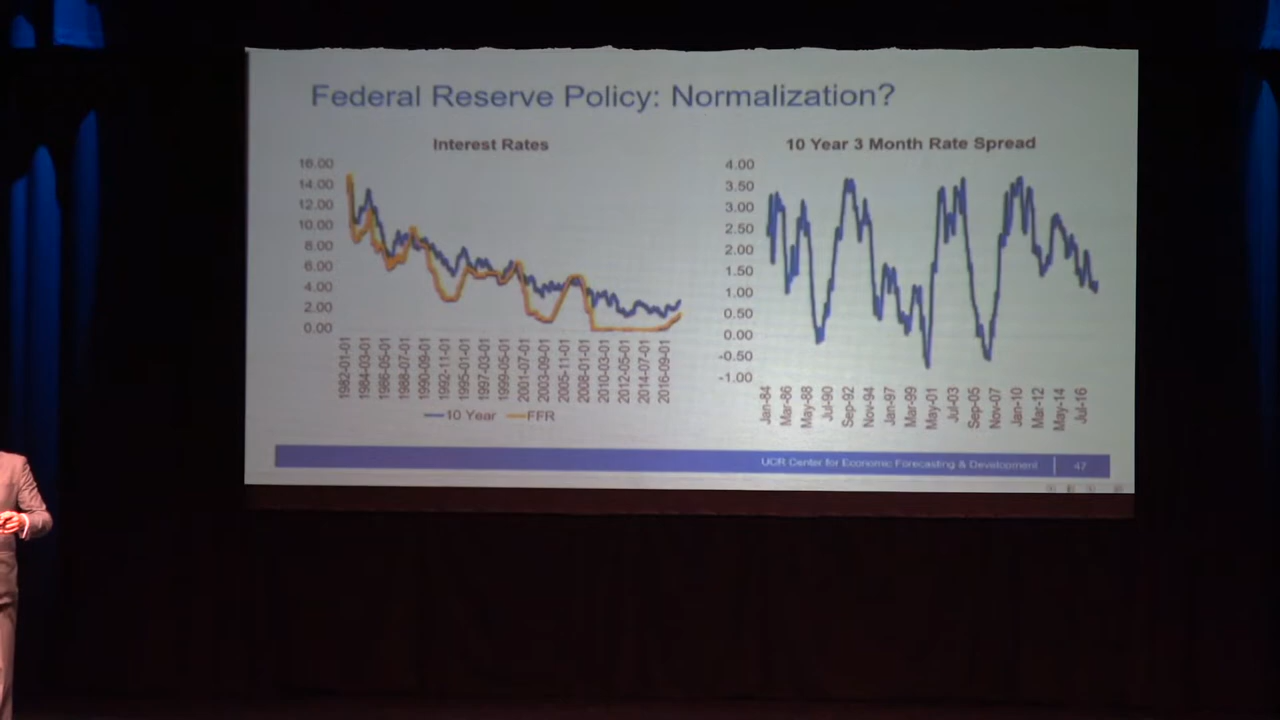 Federal Reserve Policy: Normalization?
Interest Rates
16.00
14.00
12.00
10.00
8.00
6.00
4.00
2.00
0.00
1982-01-01
1984-03-01
1986-05-01
1988-07-01
1990-09-01
1992-11-01
1995-01-01
1997-03-01
1999-05-01
2001-07-01
2003-09-01
2005-11-01
2008-01-01
2010-03-01
2012-05-01
2014-07-01
2016-09-01
10 Year
FFR
10 Year 3 Month Rate Spread
4.00
3.50
3.00
2.50
2.00
1.50
1.00
0.50
0.00
-0.50
-1.00
Jan-84
Mar-86
May-88
Jul-90
Sep-92
Nov-94
Jan-97
Mar-99
May-01
Jul-03
Sep-05
Nov-07
Jan-10
Mar-12
May-14
Jul-16
UCR Center for Economic Forecasting & Development
47